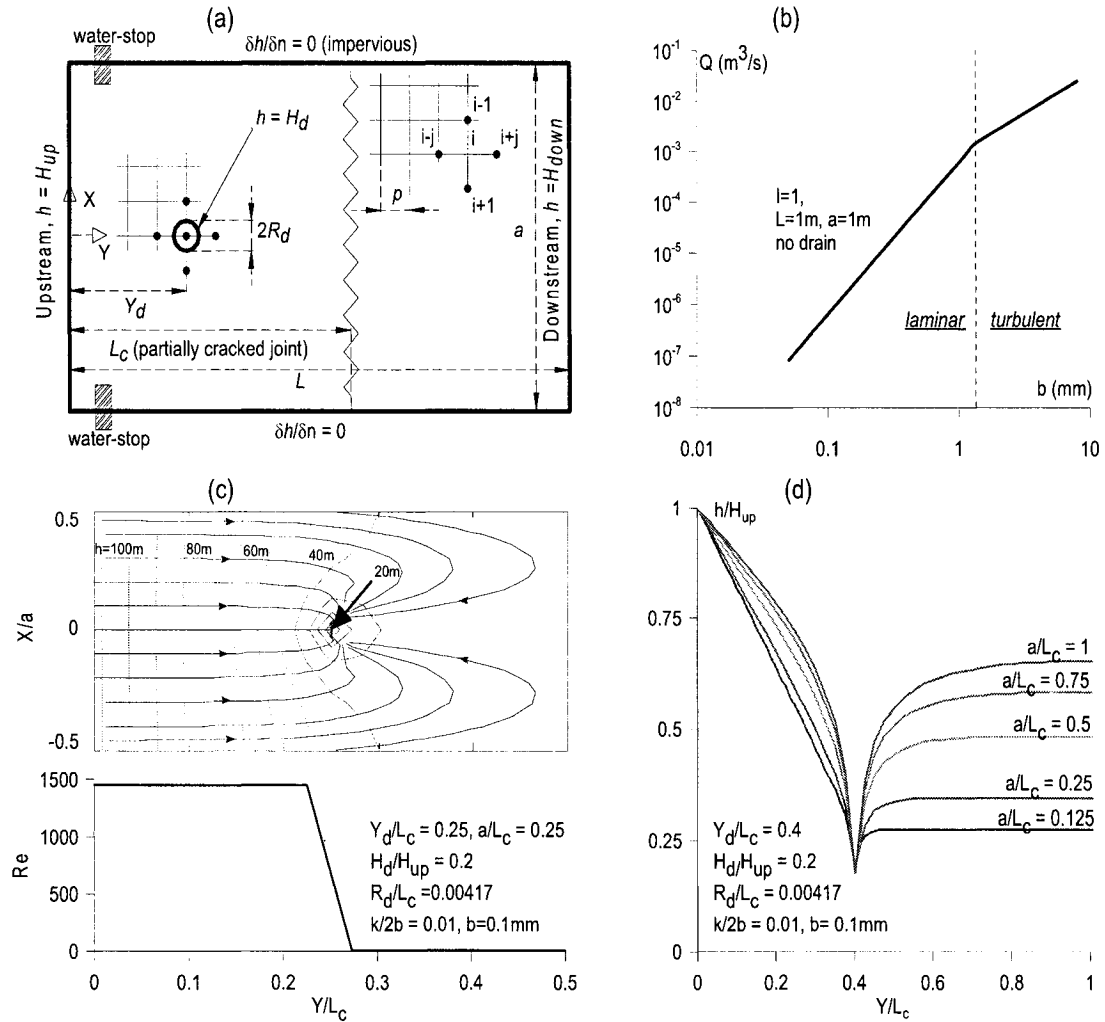 (a)
water-stop
δh/δn = 0 (impervious)
Upstream, h = H_up
h = H_d
X
Y
2R_d
Y_d
i-1
i-j
i
i+j
i+1
p
a
Downstream, h =H_down
L_c (partially cracked joint)
L
water-stop
δh/δn = 0
(b)
Q (m³/s)
10⁻¹
10⁻²
10⁻³
10⁻⁴
10⁻⁵
10⁻⁶
10⁻⁷
10⁻⁸
I=1,
L=1m, a=1m
no drain
laminar
turbulent
b (mm)
0.01
0.1
1
10
(c)
0.5
0
-0.5
X/a
h=100m
80m
60m
40m
20m
1500
1000
500
0
Re
Y_d/L_c = 0.25, a/L_c = 0.25
H_d/H_up = 0.2
R_d/L_c =0.00417
k/2b = 0.01, b=0.1mm
0
0.1
0.2
0.3
0.4
0.5
Y/L_c
(d)
h/H_up
1
0.75
0.5
0.25
0
a/L_c = 1
a/L_c = 0.75
a/L_c = 0.5
a/L_c = 0.25
a/L_c = 0.125
Y_d/L_c = 0.4
H_d/H_up = 0.2
R_d/L_c = 0.00417
k/2b = 0.01, b= 0.1mm
0
0.2
0.4
0.6
0.8
1
Y/L_c